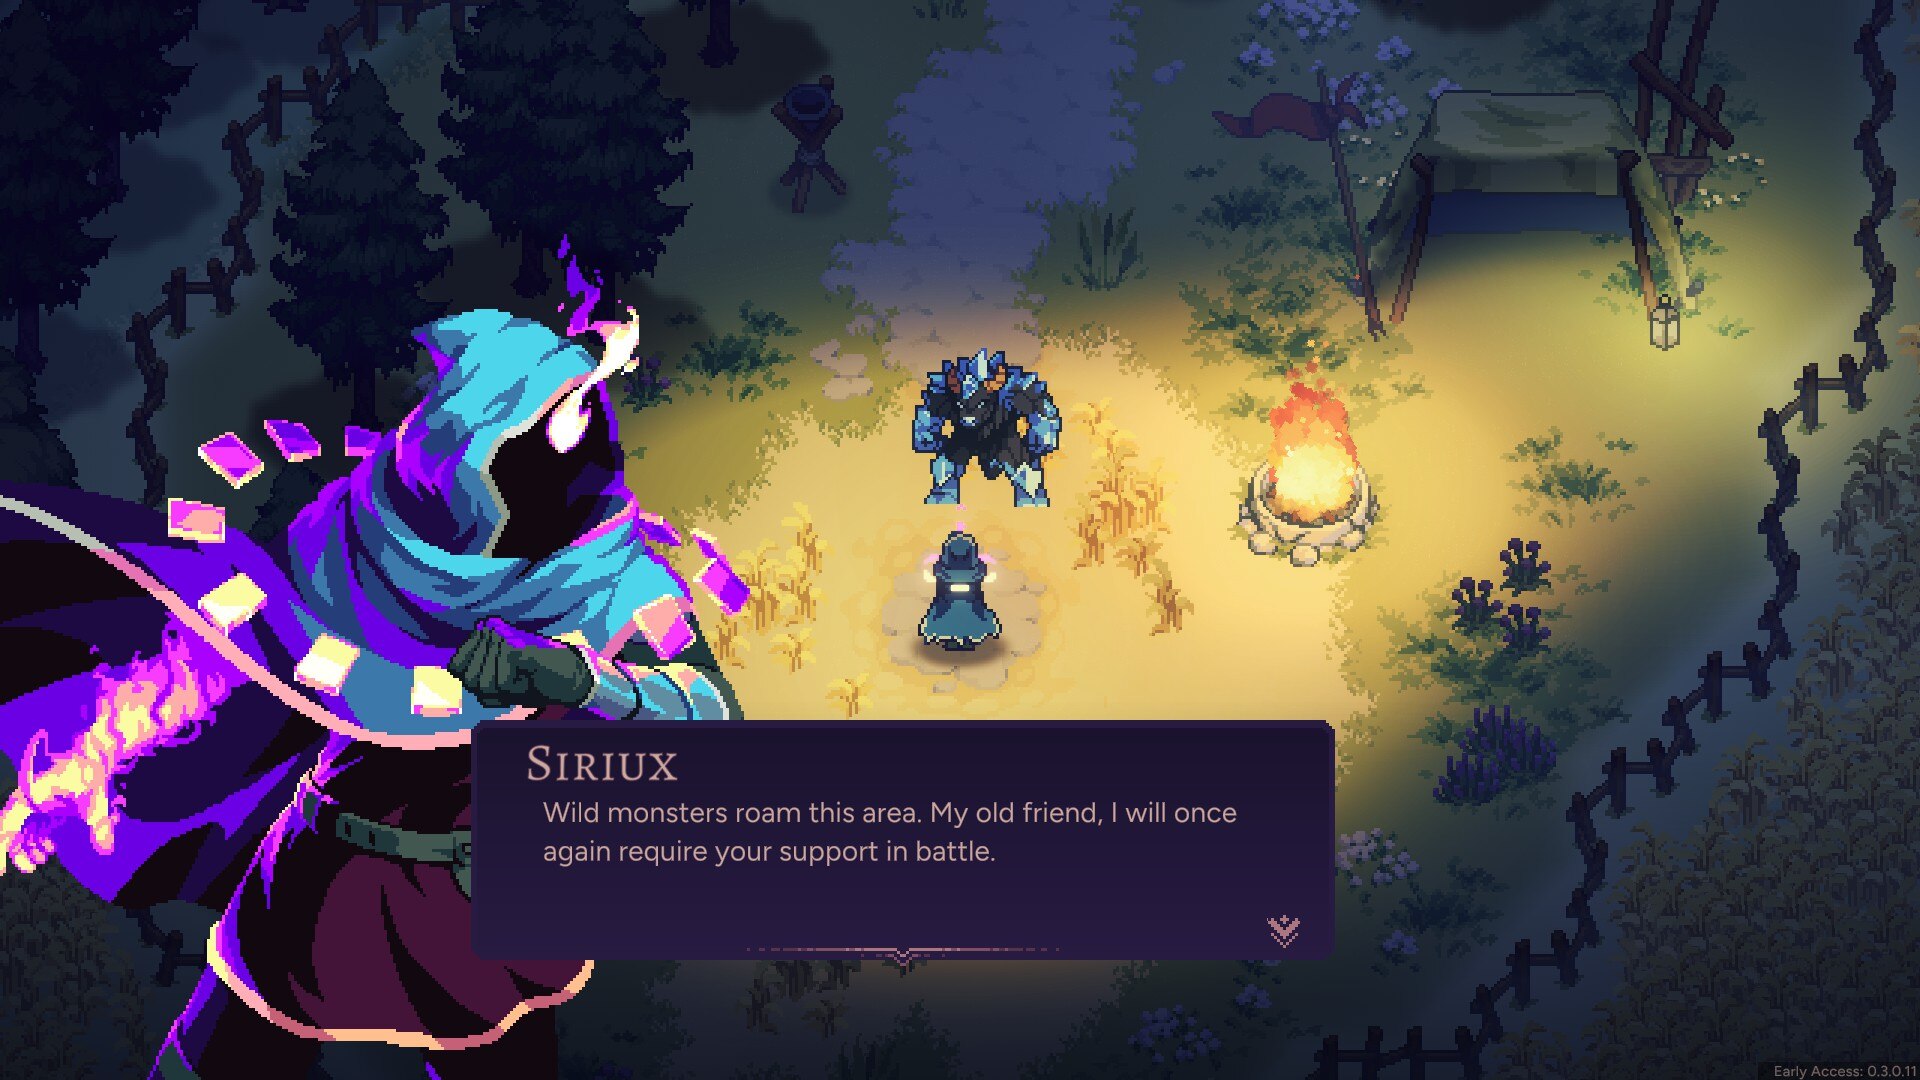 Siriux
Wild monsters roam this area. My old friend, I will once
again require your support in battle.
Early Access: 0.3.0.11